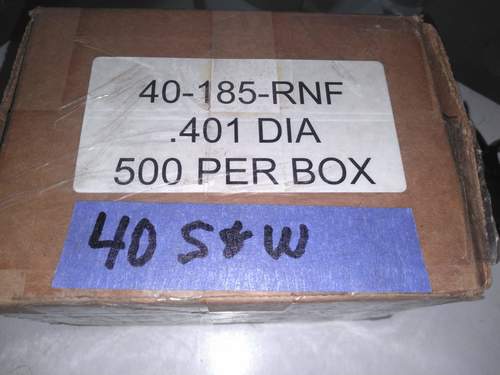 40-185-RNF
.401 DIA
500 PER BOX
40 S&W